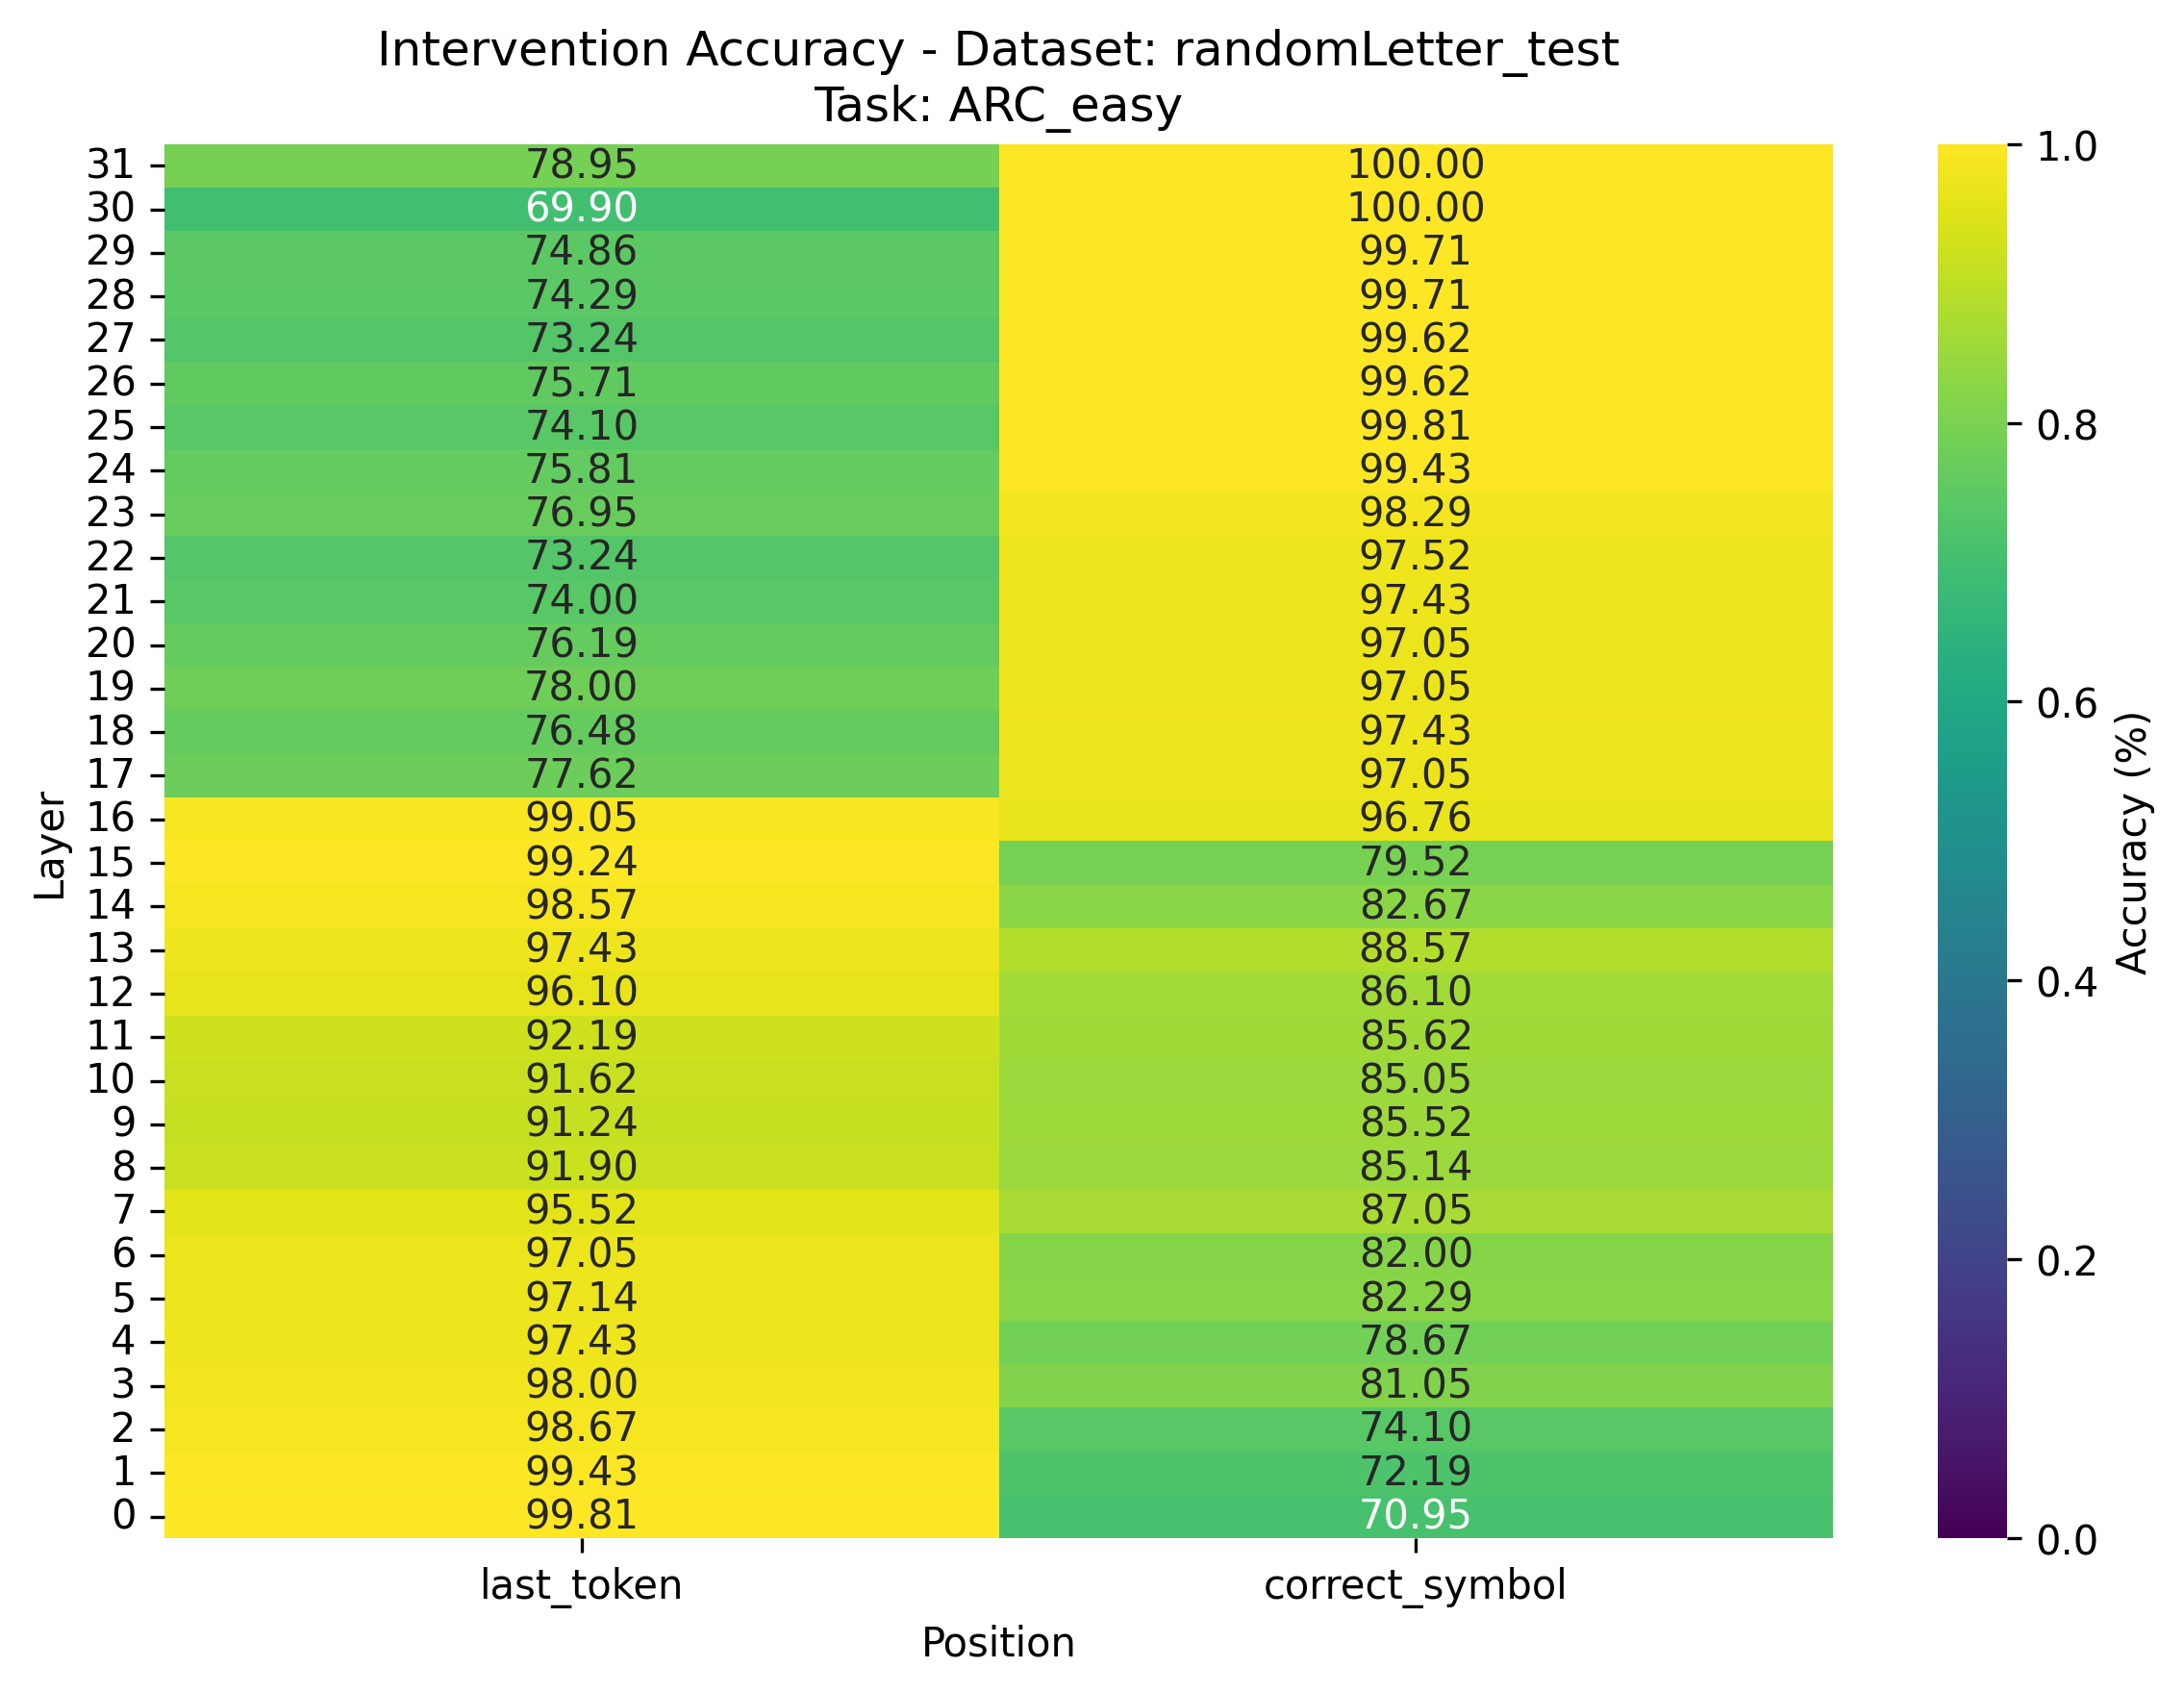 Intervention Accuracy - Dataset: randomLetter_test
Task: ARC_easy
31 78.95 100.00 1.0
30 69.90 100.00
29 74.86 99.71
28 74.29 99.71
27 73.24 99.62
26 75.71 99.62
25 74.10 99.81 0.8
24 75.81 99.43
23 76.95 98.29
22 73.24 97.52
21 74.00 97.43
20 76.19 97.05
19 78.00 97.05 0.6
18 76.48 97.43
17 77.62 97.05
16 99.05 96.76
Layer
15 99.24 79.52
Accuracy (%)
14 98.57 82.67
13 97.43 88.57
12 96.10 86.10 0.4
11 92.19 85.62
10 91.62 85.05
9 91.24 85.52
8 91.90 85.14
7 95.52 87.05
6 97.05 82.00 0.2
5 97.14 82.29
4 97.43 78.67
3 98.00 81.05
2 98.67 74.10
1 99.43 72.19
0 99.81 70.95 0.0
last_token correct_symbol
Position